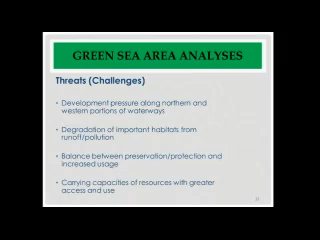 GREEN SEA AREA ANALYSES
Threats (Challenges)
• Development pressure along northern and
western portions of waterways
• Degradation of important habitats from
runoff/pollution
• Balance between preservation/protection and
increased usage
• Carrying capacities of resources with greater
access and use